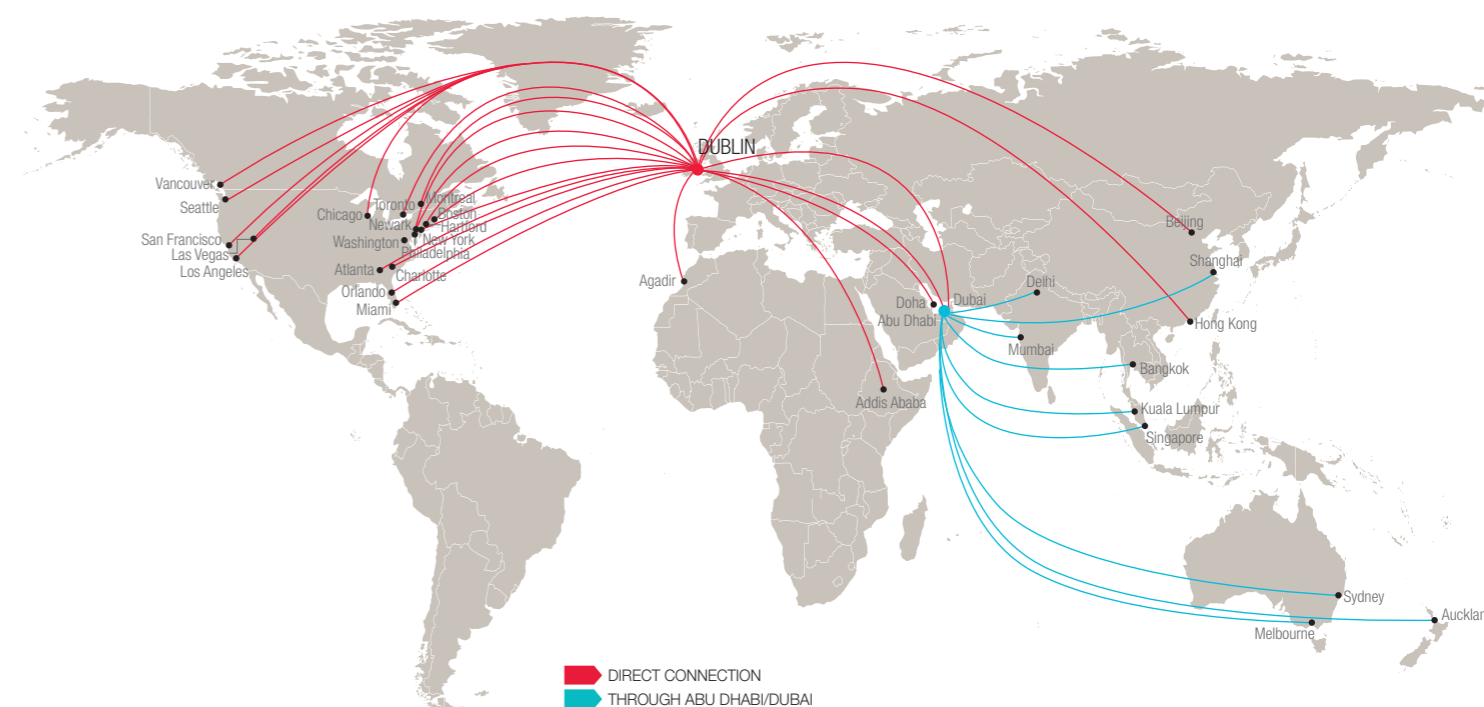 DUBLIN
Vancouver
Seattle
San Francisco
Las Vegas
Los Angeles
Chicago
Toronto
Montreal
Newark
Boston
Hartford
Washington
New York
Philadelphia
Atlanta
Charlotte
Orlando
Miami
Agadir
Addis Ababa
Doha
Dubai
Abu Dhabi
Delhi
Mumbai
Beijing
Shanghai
Hong Kong
Bangkok
Kuala Lumpur
Singapore
Sydney
Melbourne
Aucklan
DIRECT CONNECTION
THROUGH ABU DHABI/DUBAI